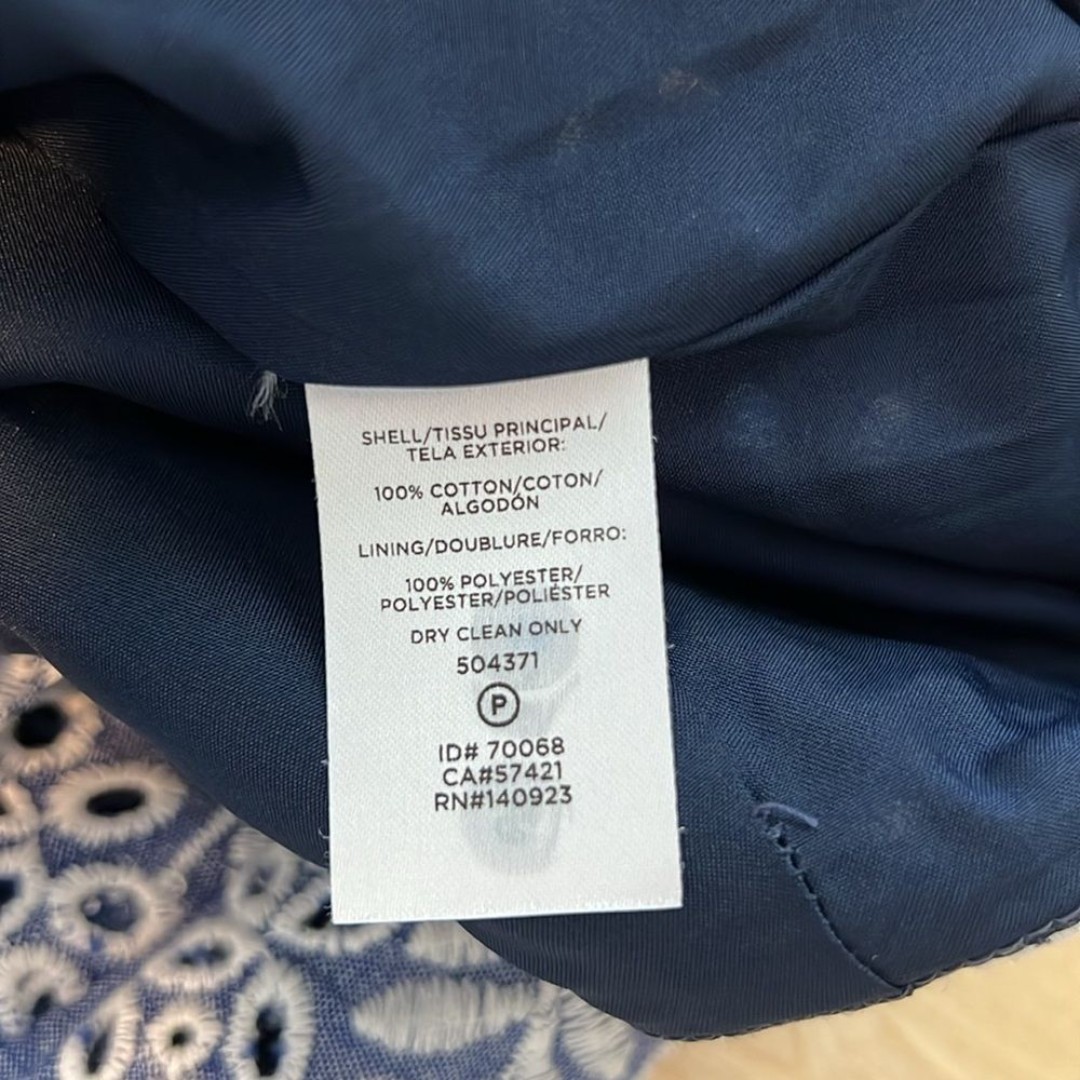 SHELL/TISSU PRINCIPAL/
TELA EXTERIOR:
100% COTTON/COTON/
ALGODÓN
LINING/DOUBLURE/FORRO:
100% POLYESTER/
POLYESTER/POLIÉSTER
DRY CLEAN ONLY
504371
P
ID# 70068
CA#57421
RN#140923